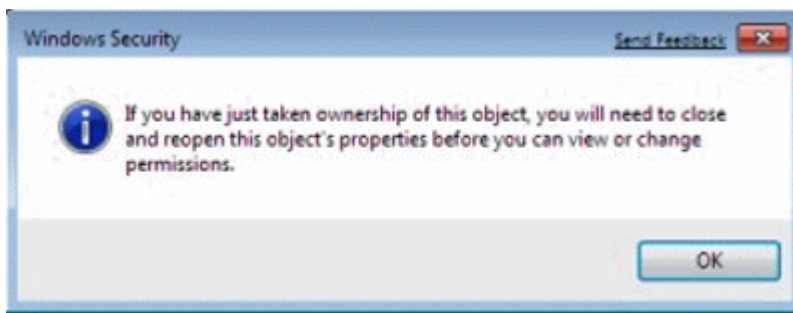 Windows Security
Send Feedback
If you have just taken ownership of this object, you will need to close
and reopen this object's properties before you can view or change
permissions.
OK